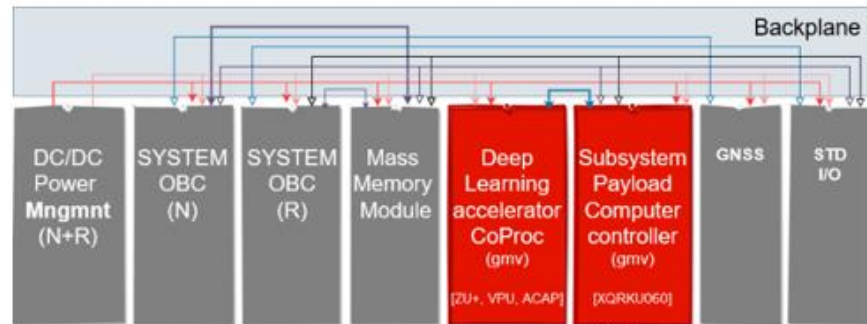 Backplane
DC/DC
Power
Mngmnt
(N+R)
SYSTEM
OBC
(N)
SYSTEM
OBC
(R)
Mass
Memory
Module
Deep
Learning
accelerator
CoProc
(gmv)
[ZU+, VPU, ACAP]
Subsystem
Payload
Computer
controller
(gmv)
[XQRKU060]
GNSS
STD
I/O